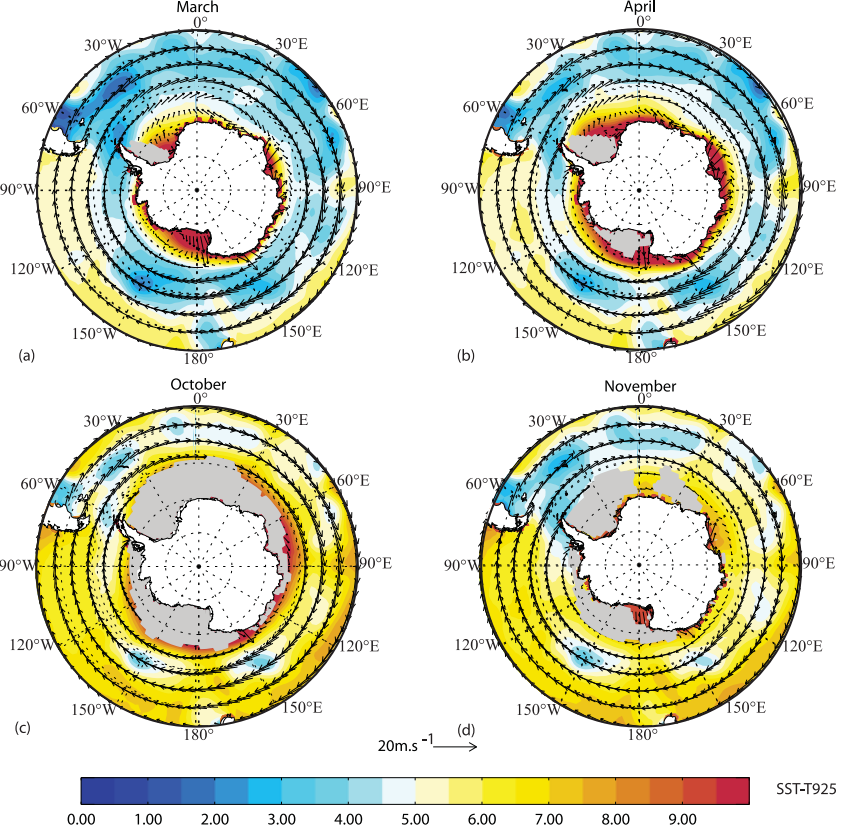 March
April
0°
0°
30°W
30°E
30°W
30°E
60°W
60°E
60°W
60°E
90°W
90°E
90°W
90°E
120°W
120°E
120°W
120°E
150°W
150°E
150°W
150°E
(a)
180°
(b)
180°
October
November
0°
0°
30°W
30°E
30°W
30°E
60°W
60°E
60°W
60°E
90°W
90°E
90°W
90°E
120°W
120°E
120°W
120°E
150°W
150°E
150°W
150°E
(c)
180°
(d)
180°
20m.s -1
SST-T925
0.00 1.00 2.00 3.00 4.00 5.00 6.00 7.00 8.00 9.00